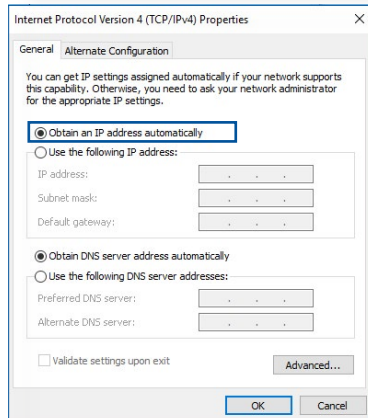 Internet Protocol Version 4 (TCP/IPv4) Properties
General
Alternate Configuration
You can get IP settings assigned automatically if your network supports
this capability. Otherwise, you need to ask your network administrator
for the appropriate IP settings.
Obtain an IP address automatically
Use the following IP address:
IP address:
Subnet mask:
Default gateway:
Obtain DNS server address automatically
Use the following DNS server addresses:
Preferred DNS server:
Alternate DNS server:
Validate settings upon exit
Advanced...
OK
Cancel